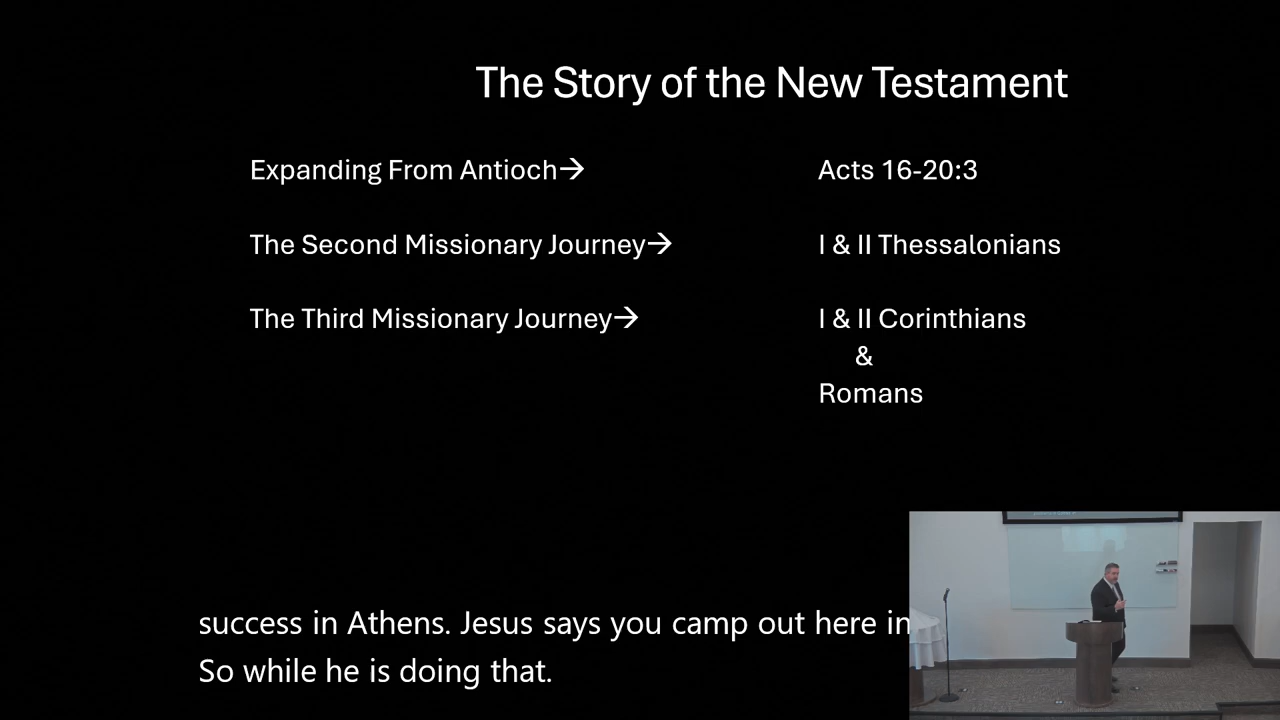 The Story of the New Testament
Expanding From Antioch→ Acts 16-20:3
The Second Missionary Journey→ I & II Thessalonians
The Third Missionary Journey→ I & II Corinthians
&
Romans
success in Athens. Jesus says you camp out here in
So while he is doing that.